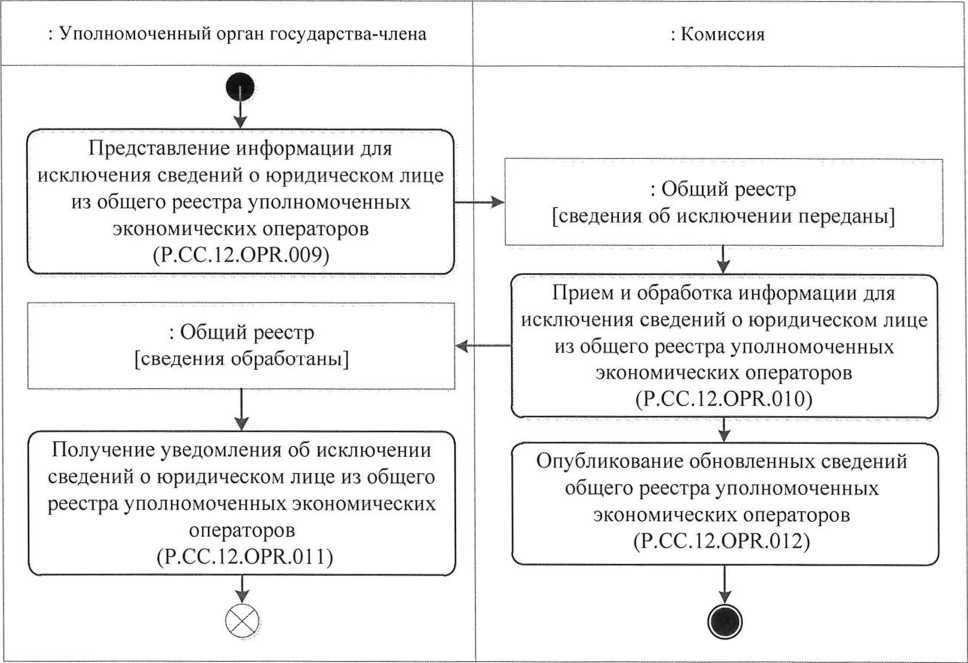 : Уполномоченный орган государства-члена
: Комиссия
Представление информации для
исключения сведений о юридическом лице
из общего реестра уполномоченных
экономических операторов
(P.CC.12.OPR.009)
: Общий реестр
[сведения об исключении переданы]
Прием и обработка информации для
исключения сведений о юридическом лице
из общего реестра уполномоченных
экономических операторов
(P.CC.12.OPR.010)
: Общий реестр
[сведения обработаны]
Получение уведомления об исключении
сведений о юридическом лице из общего
реестра уполномоченных экономических
операторов
(P.CC.12.OPR.011)
Опубликование обновленных сведений
общего реестра уполномоченных
экономических операторов
(P.CC.12.OPR.012)